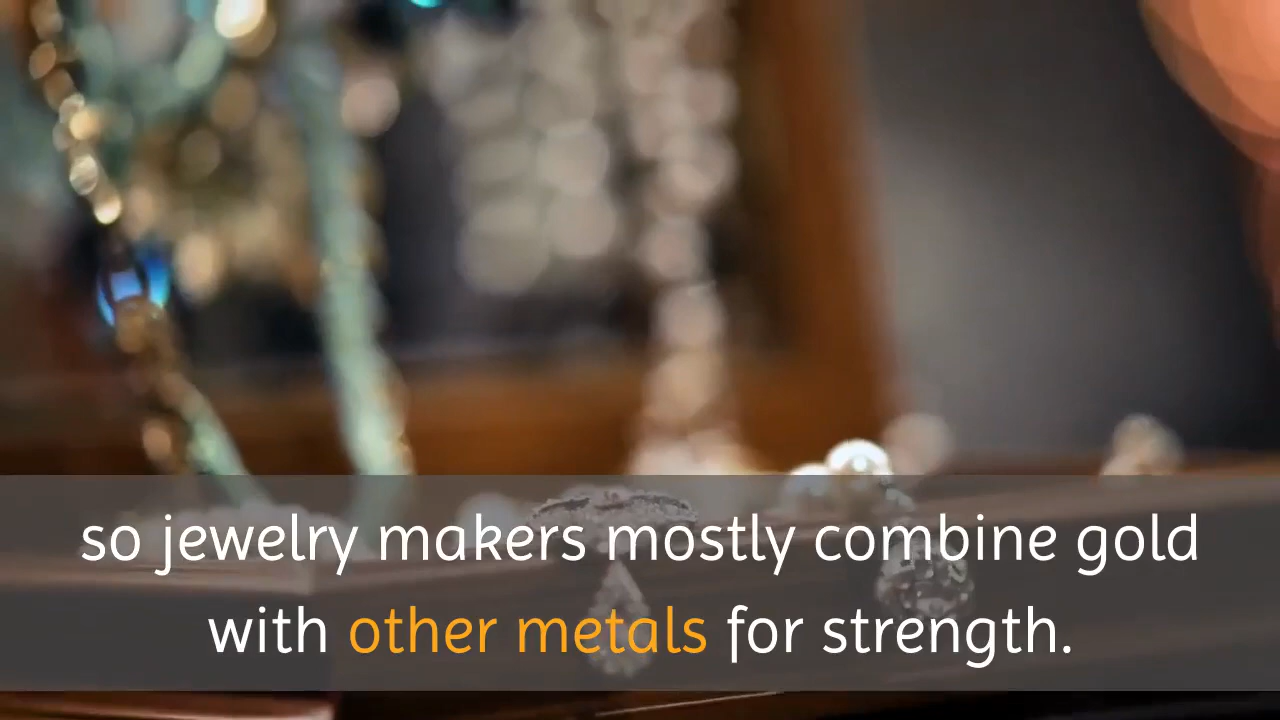 so jewelry makers mostly combine gold
with other metals for strength.